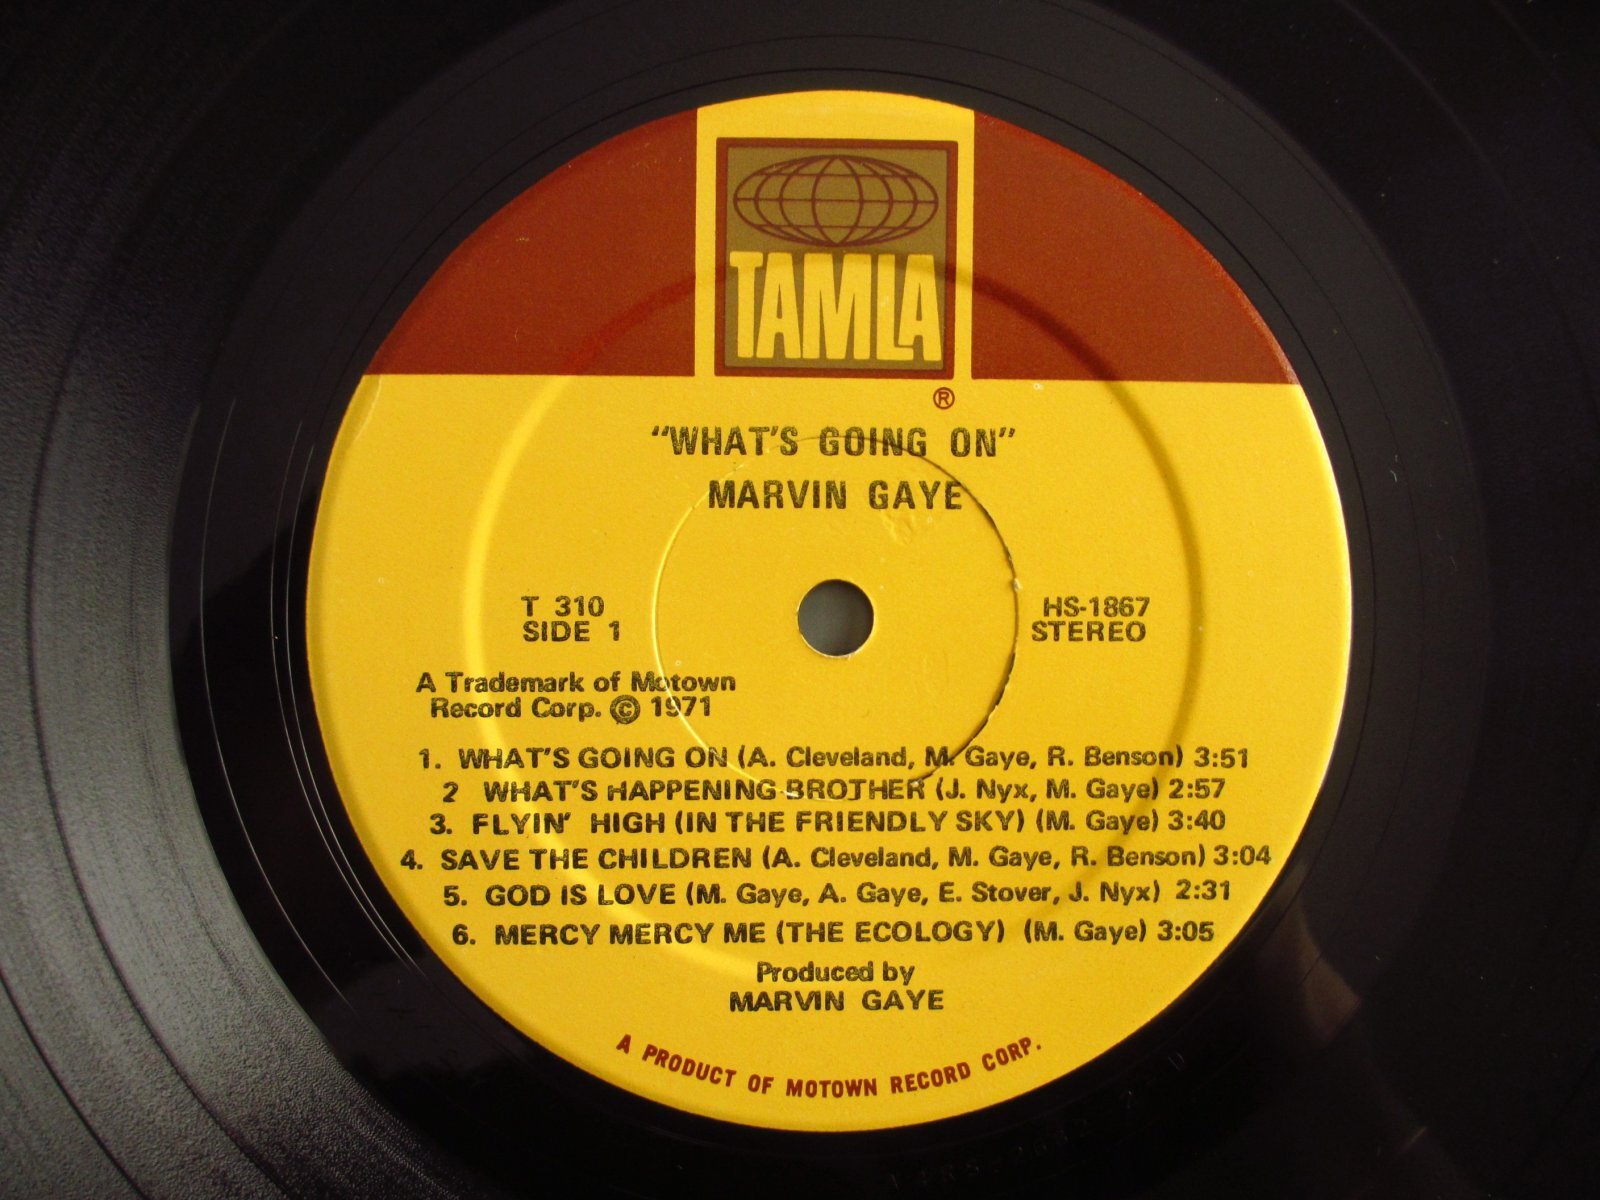 TAMLA
®
"WHAT'S GOING ON"
MARVIN GAYE
T 310
SIDE 1
HS-1867
STEREO
A Trademark of Motown
Record Corp. © 1971
1. WHAT'S GOING ON (A. Cleveland, M. Gaye, R. Benson) 3:51
2 WHAT'S HAPPENING BROTHER (J. Nyx, M. Gaye) 2:57
3. FLYIN' HIGH (IN THE FRIENDLY SKY) (M. Gaye) 3:40
4. SAVE THE CHILDREN (A. Cleveland, M. Gaye, R. Benson) 3:04
5. GOD IS LOVE (M. Gaye, A. Gaye, E. Stover, J. Nyx) 2:31
6. MERCY MERCY ME (THE ECOLOGY) (M. Gaye) 3:05
Produced by
MARVIN GAYE
A PRODUCT OF MOTOWN RECORD CORP.